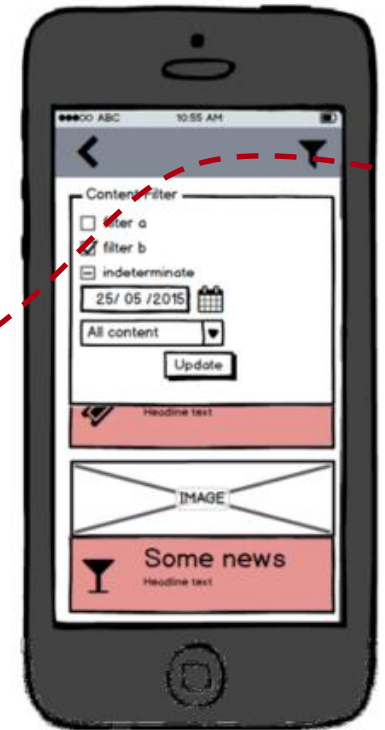 ABC 10:55 AM
Content Filter
filter a
filter b
indeterminate
25/ 05 /2015
All content
Update
Headline text
IMAGE
Some news
Headline text